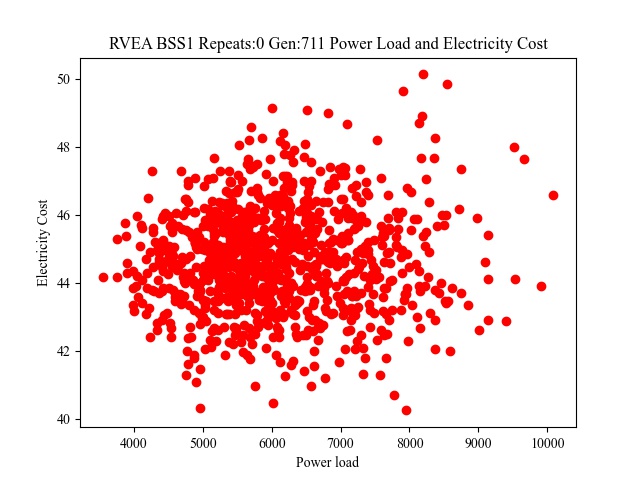 RVEA BSS1 Repeats:0 Gen:711 Power Load and Electricity Cost
50
48
46
44
42
40
Electricity Cost
4000 5000 6000 7000 8000 9000 10000
Power load